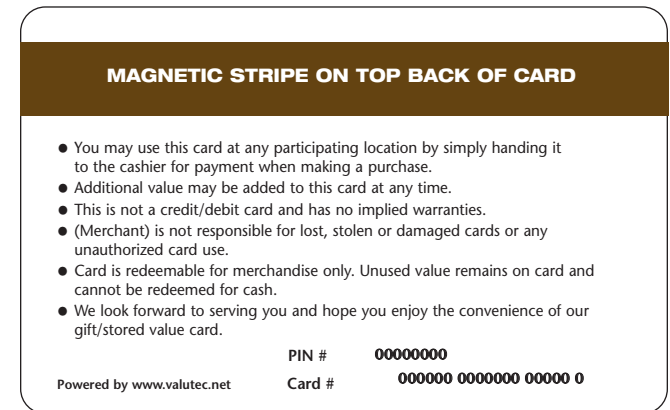 MAGNETIC STRIPE ON TOP BACK OF CARD
● You may use this card at any participating location by simply handing it
to the cashier for payment when making a purchase.
● Additional value may be added to this card at any time.
● This is not a credit/debit card and has no implied warranties.
● (Merchant) is not responsible for lost, stolen or damaged cards or any
unauthorized card use.
● Card is redeemable for merchandise only. Unused value remains on card and
cannot be redeemed for cash.
● We look forward to serving you and hope you enjoy the convenience of our
gift/stored value card.
PIN # 00000000
Powered by www.valutec.net Card # 000000 0000000 00000 0